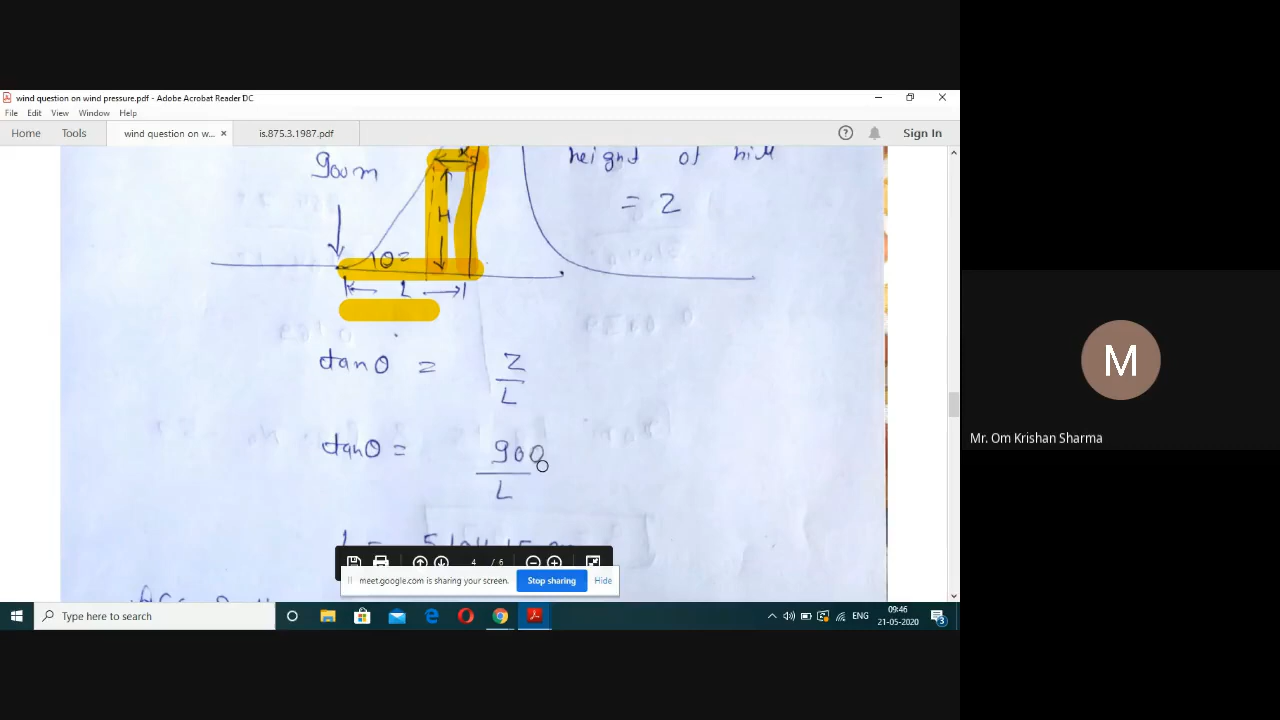 wind question on wind pressure.pdf - Adobe Acrobat Reader DC
File Edit View Window Help
Home Tools wind question on w... × is.875.3.1987.pdf Sign In
900m
height of hill
= Z
x
H
θ =
L
tanθ = Z
L
tanθ = 900
L
4 / 6
meet.google.com is sharing your screen. Stop sharing Hide
Type here to search
ENG
09:46
21-05-2020
3
M
Mr. Om Krishan Sharma